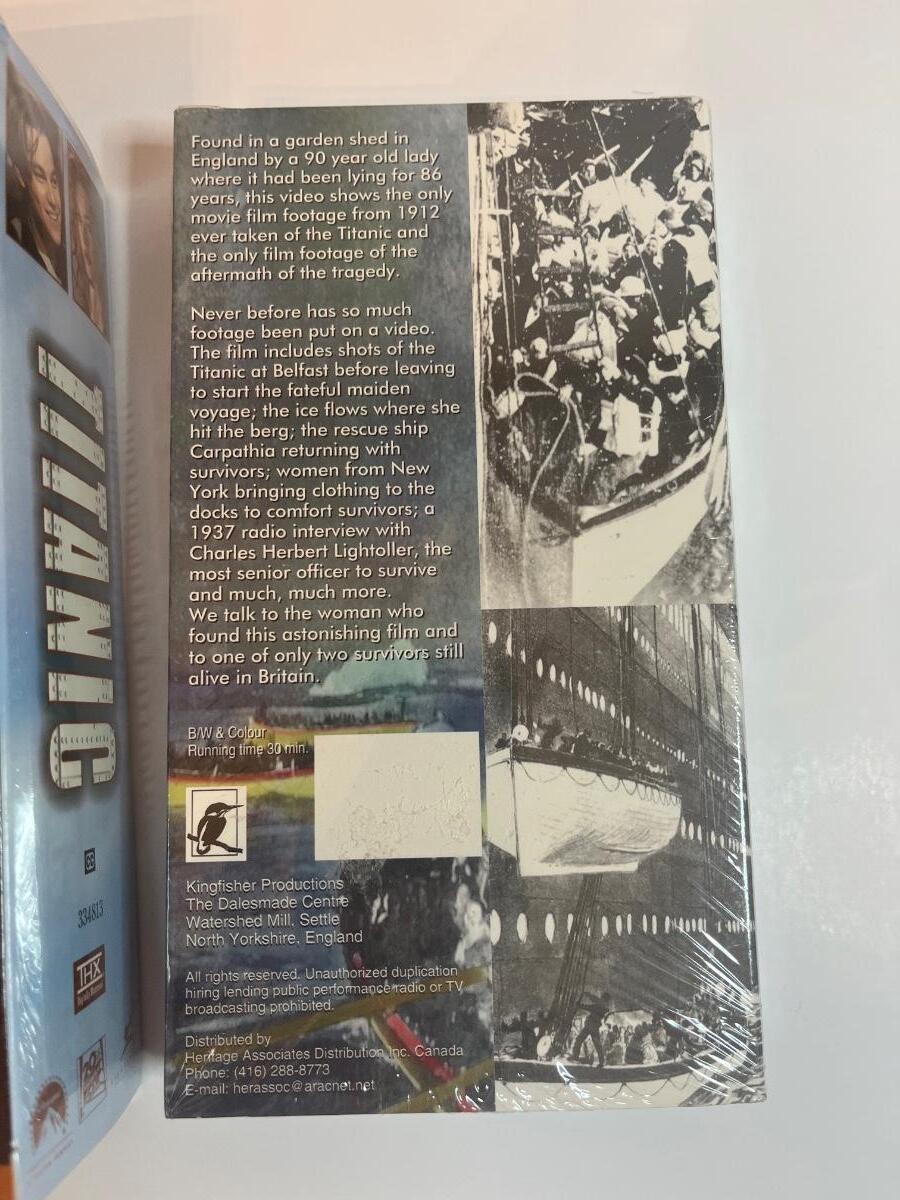 TITANIC
334813
THX
Found in a garden shed in
England by a 90 year old lady
where it had been lying for 86
years, this video shows the only
movie film footage from 1912
ever taken of the Titanic and
the only film footage of the
aftermath of the tragedy.
Never before has so much
footage been put on a video.
The film includes shots of the
Titanic at Belfast before leaving
to start the fateful maiden
voyage; the ice flows where she
hit the berg; the rescue ship
Carpathia returning with
survivors; women from New
York bringing clothing to the
docks to comfort survivors; a
1937 radio interview with
Charles Herbert Lightoller, the
most senior officer to survive
and much, much more.
We talk to the woman who
found this astonishing film and
to one of only two survivors still
alive in Britain.
B/W & Colour
Running time 30 min.
Kingfisher Productions
The Dalesmade Centre
Watershed Mill, Settle
North Yorkshire, England
All rights reserved. Unauthorized duplication
hiring lending public performance radio or TV
broadcasting prohibited.
Distributed by
Heritage Associates Distribution Inc. Canada
Phone: (416) 288-8773
E-mail: herassoc@aracnet.net